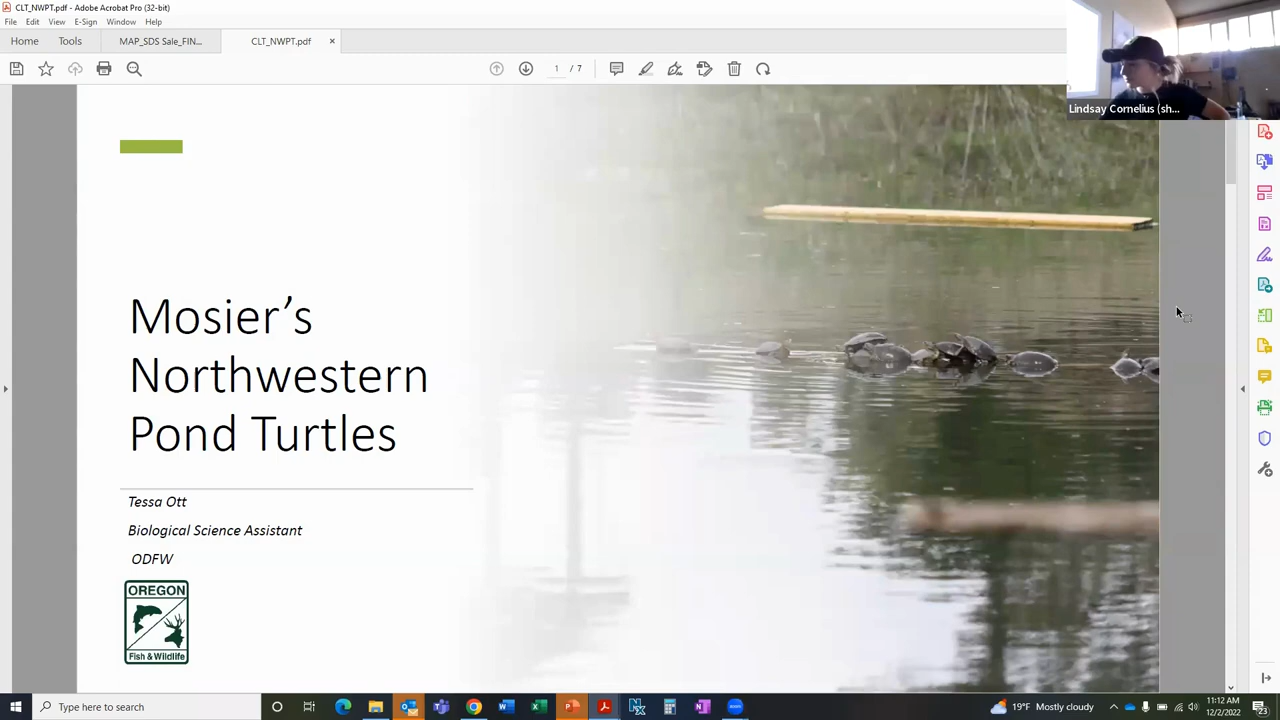 CLT_NWPT.pdf - Adobe Acrobat Pro (32-bit)
File Edit View E-Sign Window Help
Home Tools MAP_SDS Sale_FIN... CLT_NWPT.pdf ×
1 / 7
Lindsay Cornelius (sh...
Mosier’s
Northwestern
Pond Turtles
Tessa Ott
Biological Science Assistant
ODFW
OREGON
Fish & Wildlife
Type here to search
19°F Mostly cloudy
11:12 AM
12/2/2022
23